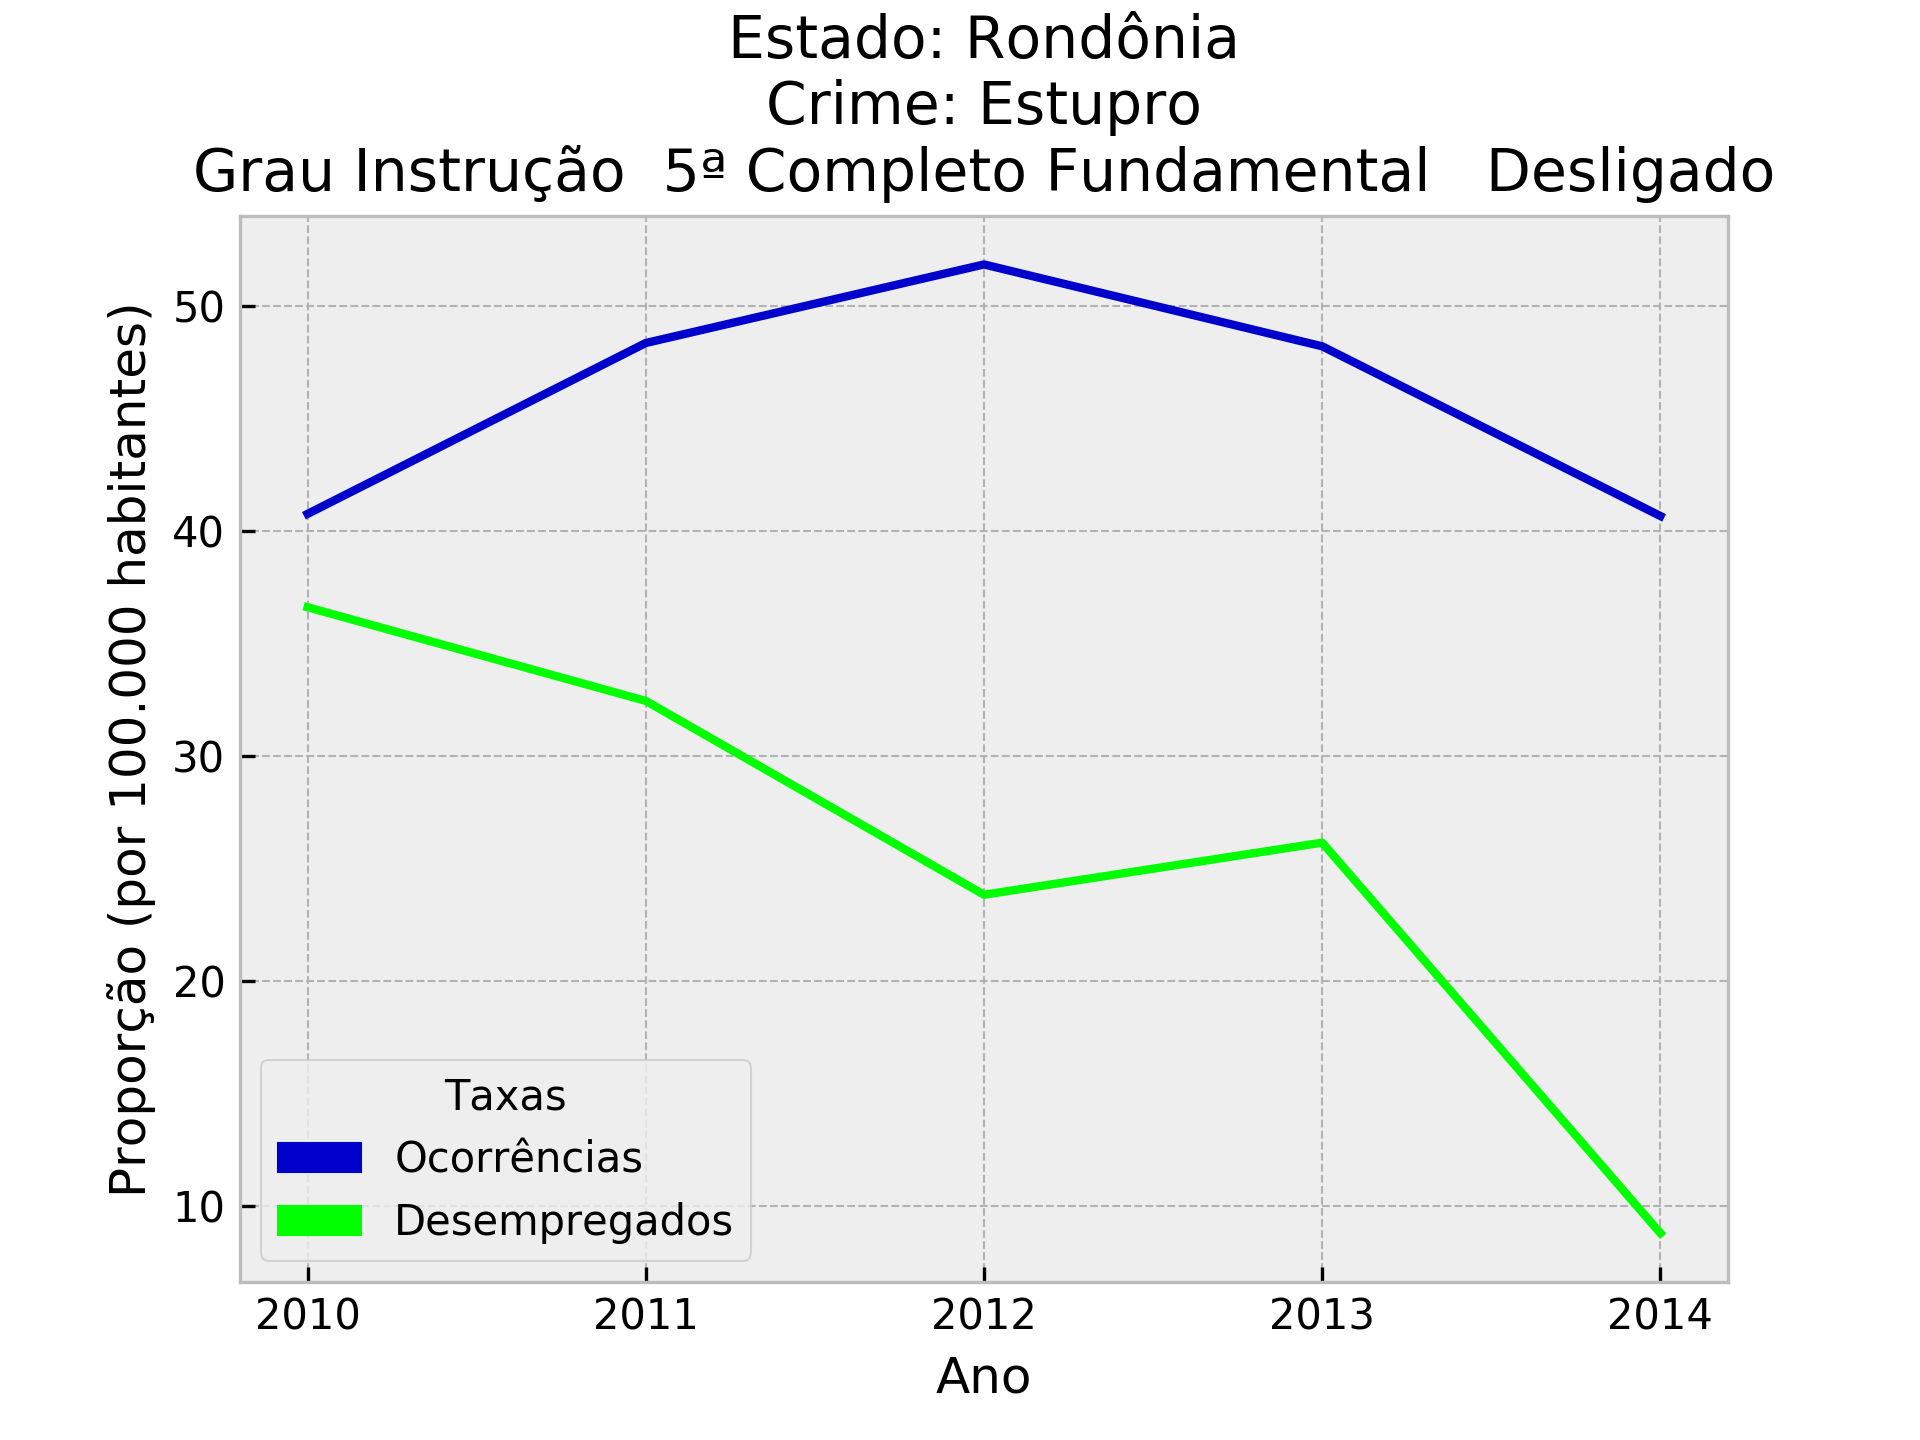 Estado: Rondônia
Crime: Estupro
Grau Instrução  5ª Completo Fundamental   Desligado
Proporção (por 100.000 habitantes)
50
40
30
20
10
Taxas
Ocorrências
Desempregados
2010 2011 2012 2013 2014
Ano